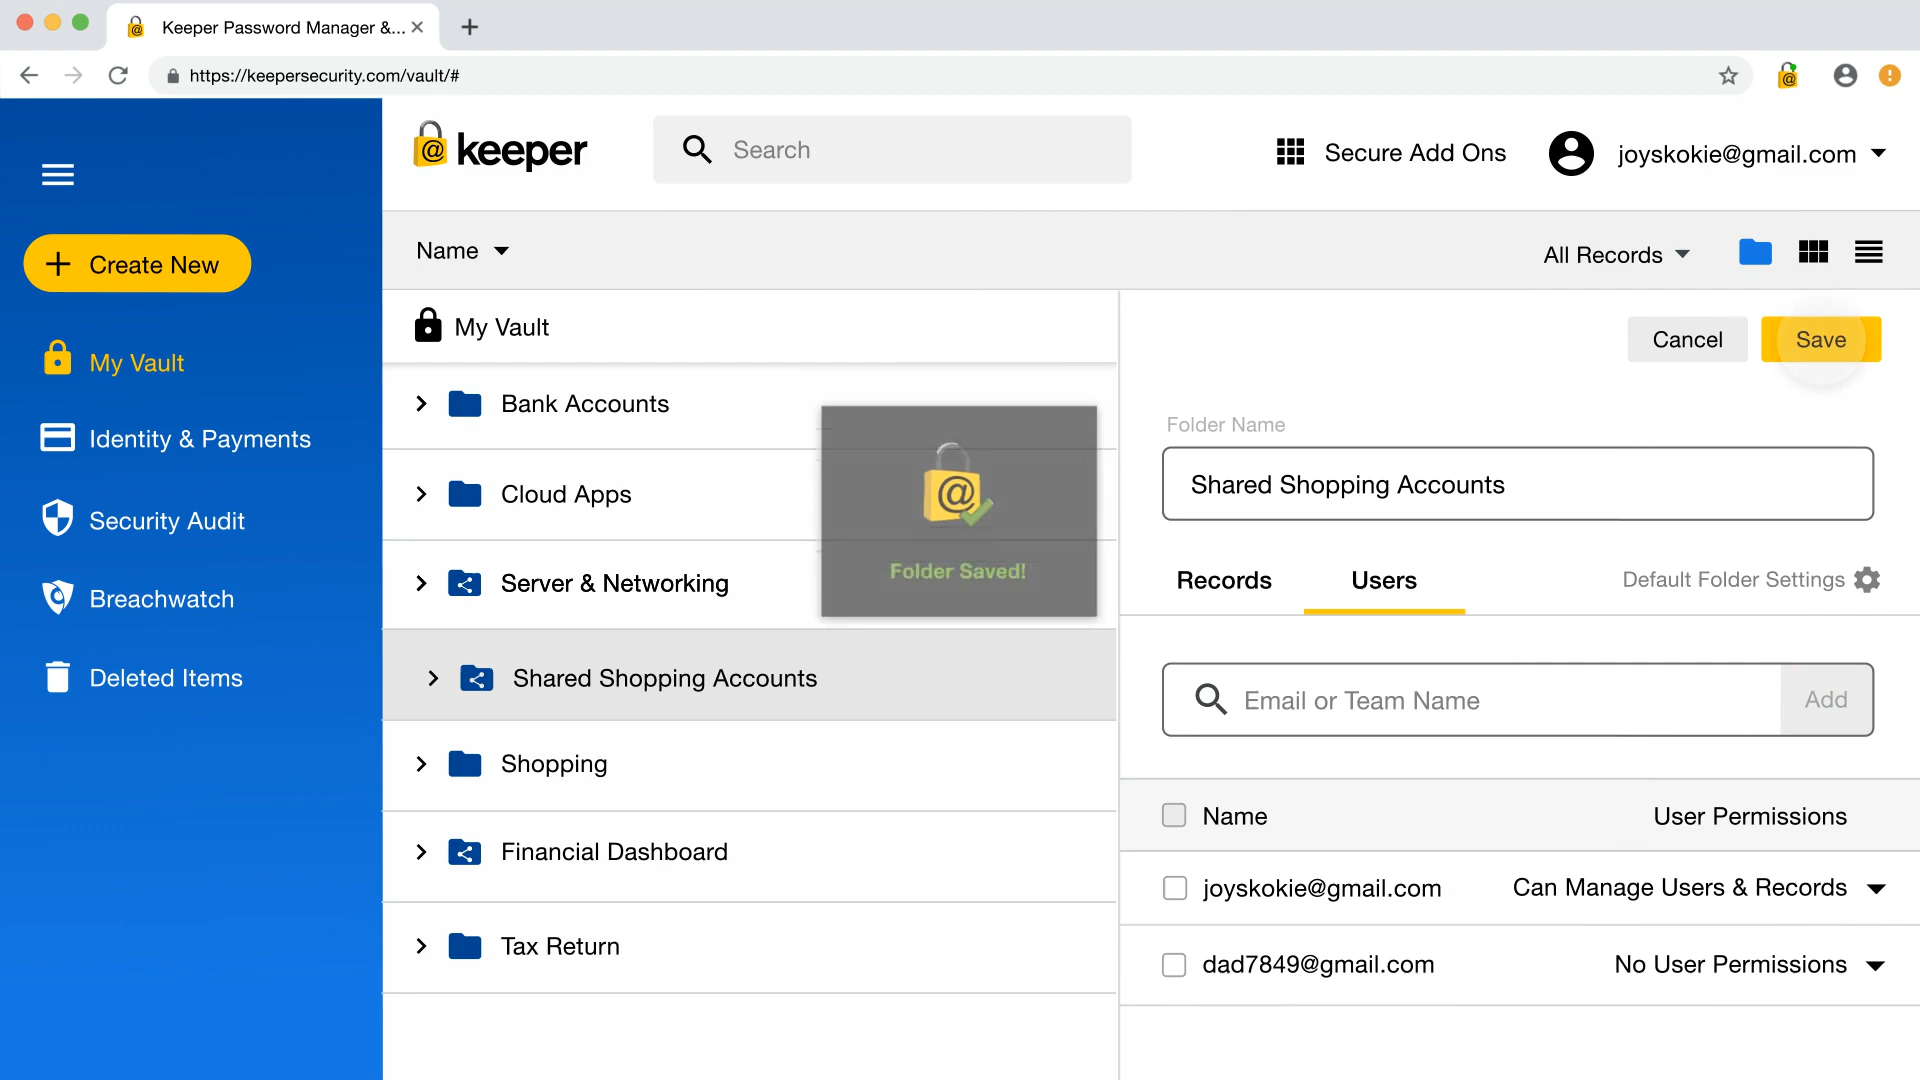 Keeper Password Manager &...
https://keepersecurity.com/vault/#
keeper
Search
Secure Add Ons
joyskokie@gmail.com
Create New
My Vault
Identity & Payments
Security Audit
Breachwatch
Deleted Items
Name
All Records
My Vault
Bank Accounts
Cloud Apps
Server & Networking
Shared Shopping Accounts
Shopping
Financial Dashboard
Tax Return
@
Folder Saved!
Cancel
Save
Folder Name
Shared Shopping Accounts
Records
Users
Default Folder Settings
Email or Team Name
Add
Name
User Permissions
joyskokie@gmail.com
Can Manage Users & Records
dad7849@gmail.com
No User Permissions